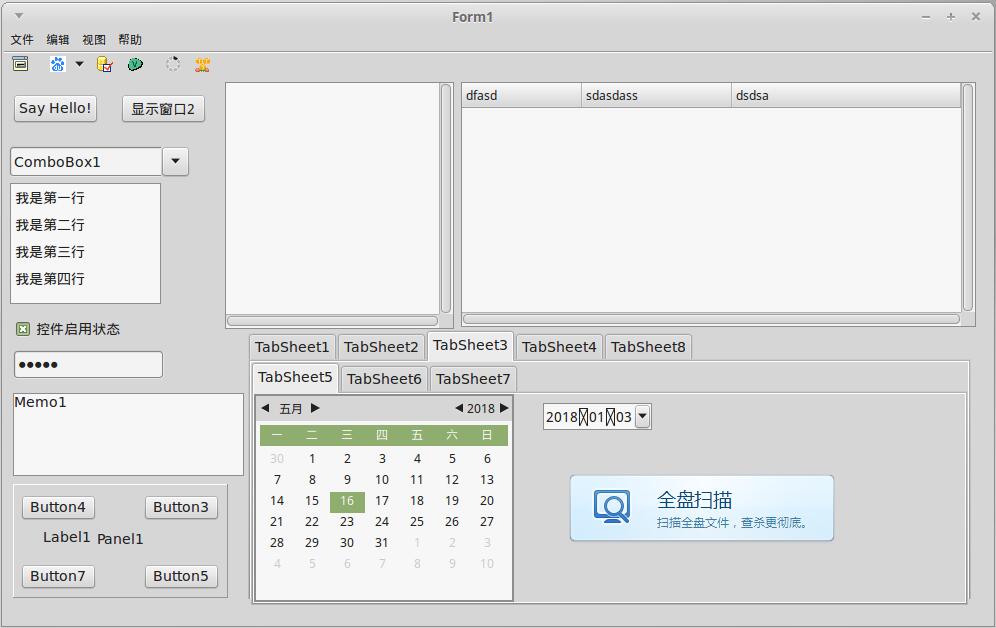 Form1
文件 编辑 视图 帮助
Say Hello! 显示窗口2
dfasd sdasdass dsdsa
ComboBox1
我是第一行
我是第二行
我是第三行
我是第四行
控件启用状态
●●●●●
Memo1
Button4 Button3
Label1 Panel1
Button7 Button5
TabSheet1 TabSheet2 TabSheet3 TabSheet4 TabSheet8
TabSheet5 TabSheet6 TabSheet7
五月 2018
一 二 三 四 五 六 日
30 1 2 3 4 5 6
7 8 9 10 11 12 13
14 15 16 17 18 19 20
21 22 23 24 25 26 27
28 29 30 31 1 2 3
4 5 6 7 8 9 10
2018 01 03
全盘扫描
扫描全盘文件，查杀更彻底。